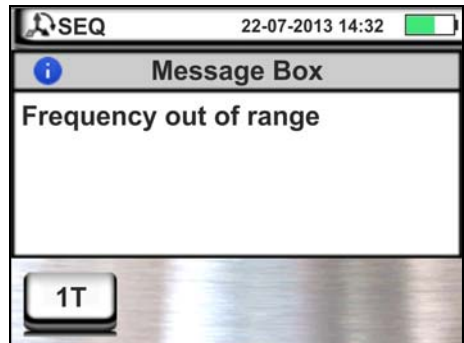 SEQ 22-07-2013 14:32
Message Box
Frequency out of range
1T